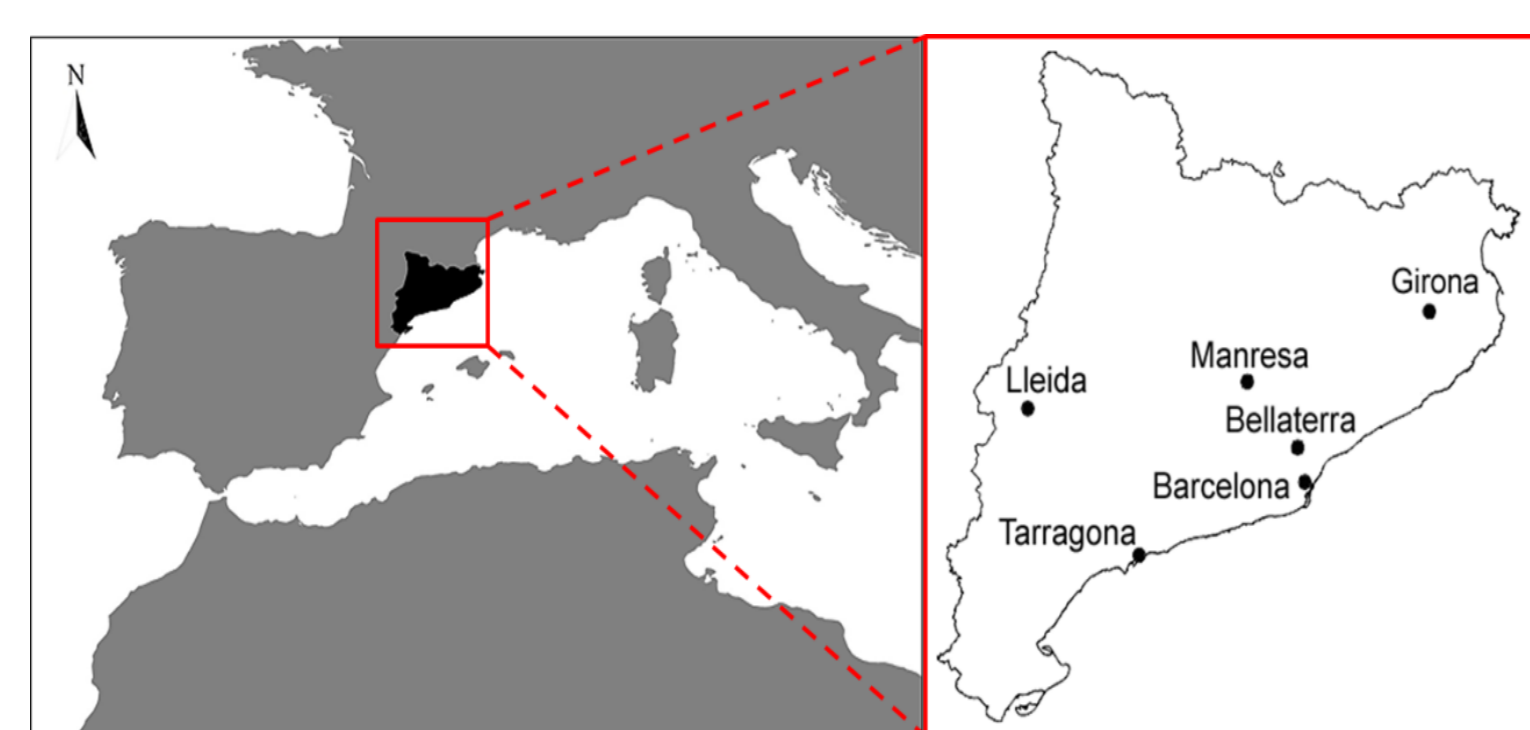 N
Girona
Manresa
Lleida
Bellaterra
Barcelona
Tarragona